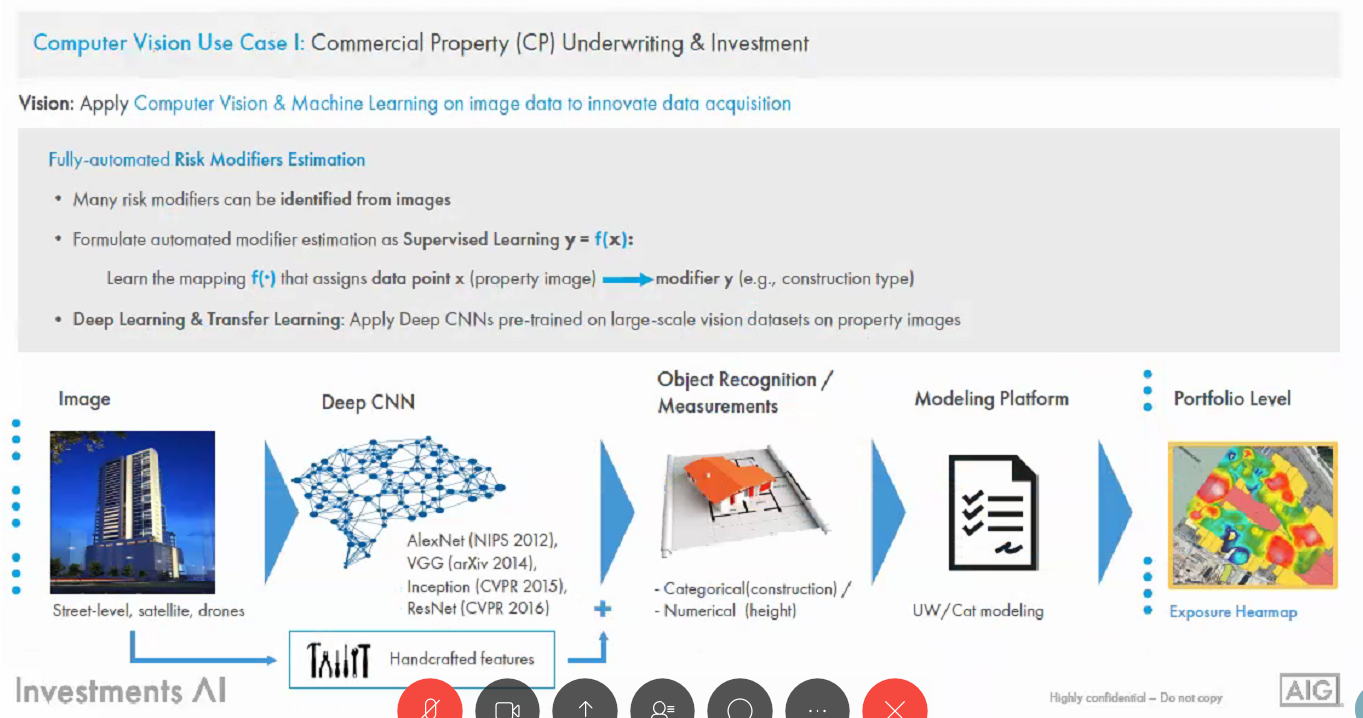 Computer Vision Use Case I: Commercial Property (CP) Underwriting & Investment
Vision: Apply Computer Vision & Machine Learning on image data to innovate data acquisition
Fully-automated Risk Modifiers Estimation
• Many risk modifiers can be identified from images
• Formulate automated modifier estimation as Supervised Learning y = f(x):
Learn the mapping f(·) that assigns data point x (property image) → modifier y (e.g., construction type)
• Deep Learning & Transfer Learning: Apply Deep CNNs pre-trained on large-scale vision datasets on property images
Image
Street-level, satellite, drones
Deep CNN
AlexNet (NIPS 2012),
VGG (arXiv 2014),
Inception (CVPR 2015),
ResNet (CVPR 2016)
+
Handcrafted features
Object Recognition /
Measurements
- Categorical(construction) /
- Numerical (height)
Modeling Platform
UW/Cat modeling
Portfolio Level
Exposure Hearmap
Investments AI
Highly confidential – Do not copy
AIG